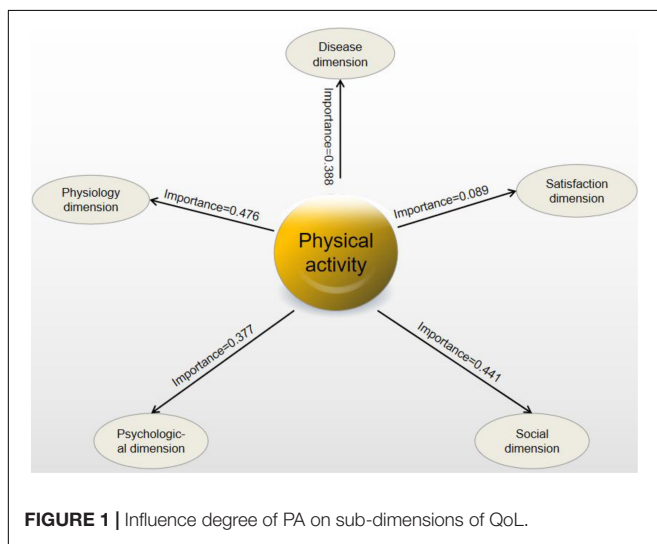 Disease
dimension
Importance=0.388
Physiology
dimension
Importance=0.476
Satisfaction
dimension
Importance=0.089
Physical
activity
Importance=0.377
Importance=0.441
Psychologic-
al dimension
Social
dimension
FIGURE 1 | Influence degree of PA on sub-dimensions of QoL.